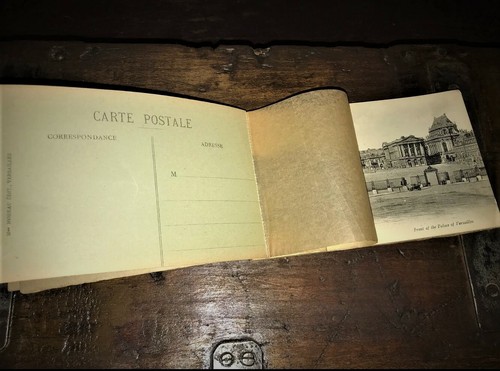 CARTE POSTALE
CORRESPONDANCE
ADRESSE
M
Front of the Palace of Versailles